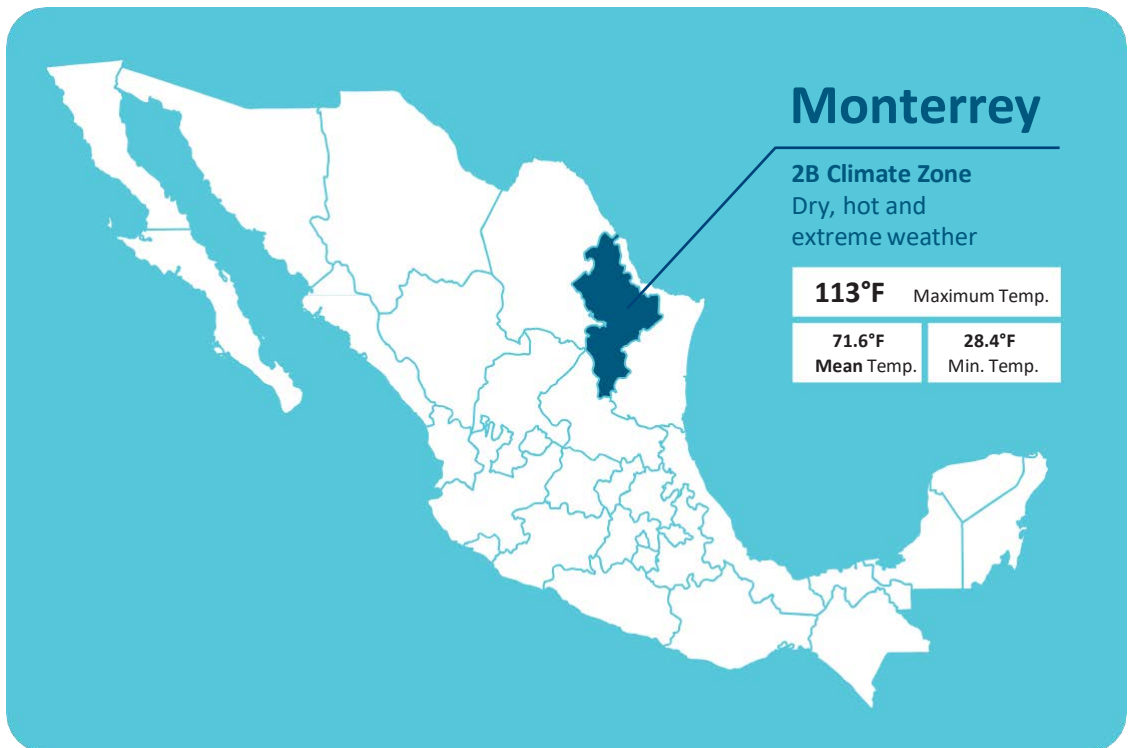 Monterrey
2B Climate Zone
Dry, hot and
extreme weather
113°F Maximum Temp.
71.6°F
Mean Temp.
28.4°F
Min. Temp.